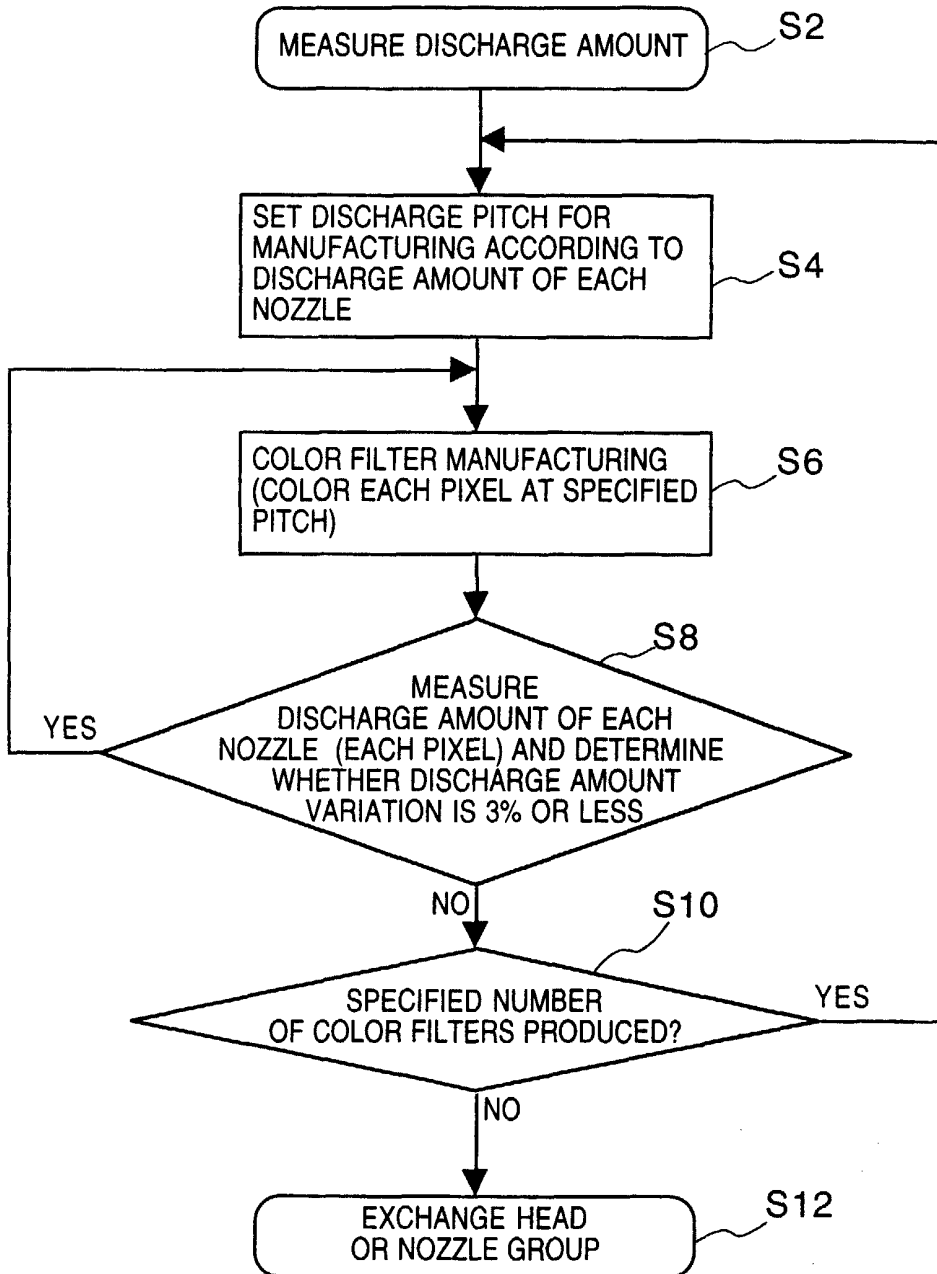 MEASURE DISCHARGE AMOUNT
S2
SET DISCHARGE PITCH FOR
MANUFACTURING ACCORDING TO
DISCHARGE AMOUNT OF EACH
NOZZLE
S4
COLOR FILTER MANUFACTURING
(COLOR EACH PIXEL AT SPECIFIED
PITCH)
S6
S8
MEASURE
DISCHARGE AMOUNT OF EACH
NOZZLE (EACH PIXEL) AND DETERMINE
WHETHER DISCHARGE AMOUNT
VARIATION IS 3% OR LESS
YES
NO
S10
SPECIFIED NUMBER
OF COLOR FILTERS PRODUCED?
YES
NO
EXCHANGE HEAD
OR NOZZLE GROUP
S12